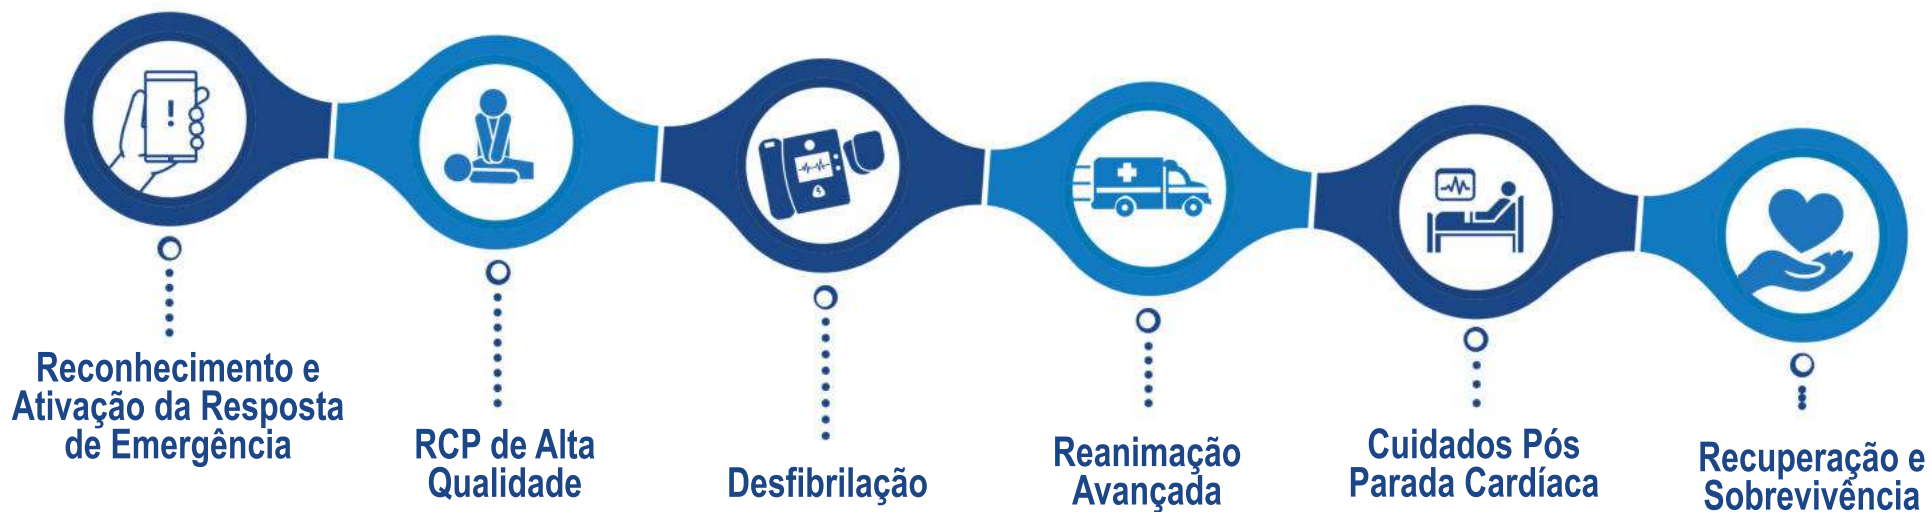 Reconhecimento e
Ativação da Resposta
de Emergência
RCP de Alta
Qualidade
Desfibrilação
Reanimação
Avançada
Cuidados Pós
Parada Cardíaca
Recuperação e
Sobrevivência